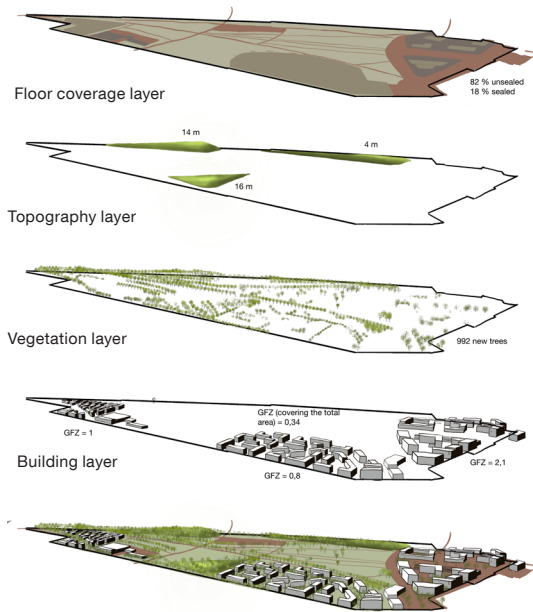 82 % unsealed
18 % sealed
Floor coverage layer
14 m
4 m
16 m
Topography layer
992 new trees
Vegetation layer
GFZ (covering the total
area) = 0,34
GFZ = 1
GFZ = 2,1
Building layer
GFZ = 0,8